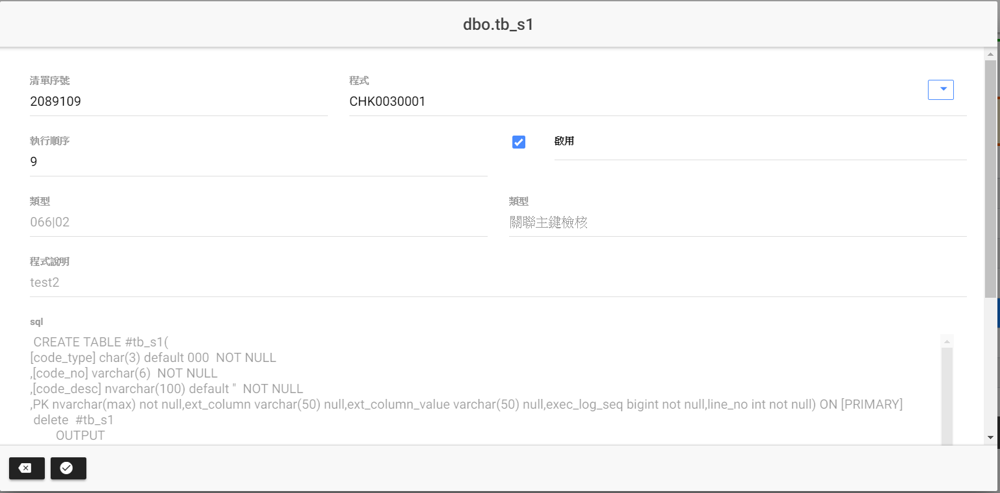 dbo.tb_s1
清單序號
程式
2089109
CHK0030001
執行順序
啟用
9
類型
類型
066|02
關聯主鍵檢核
程式說明
test2
sql
CREATE TABLE #tb_s1(
[code_type] char(3) default 000  NOT NULL
,[code_no] varchar(6)  NOT NULL
,[code_desc] nvarchar(100) default ''  NOT NULL
,PK nvarchar(max) not null,ext_column varchar(50) null,ext_column_value varchar(50) null,exec_log_seq bigint not null,line_no int not null) ON [PRIMARY]
delete  #tb_s1
OUTPUT